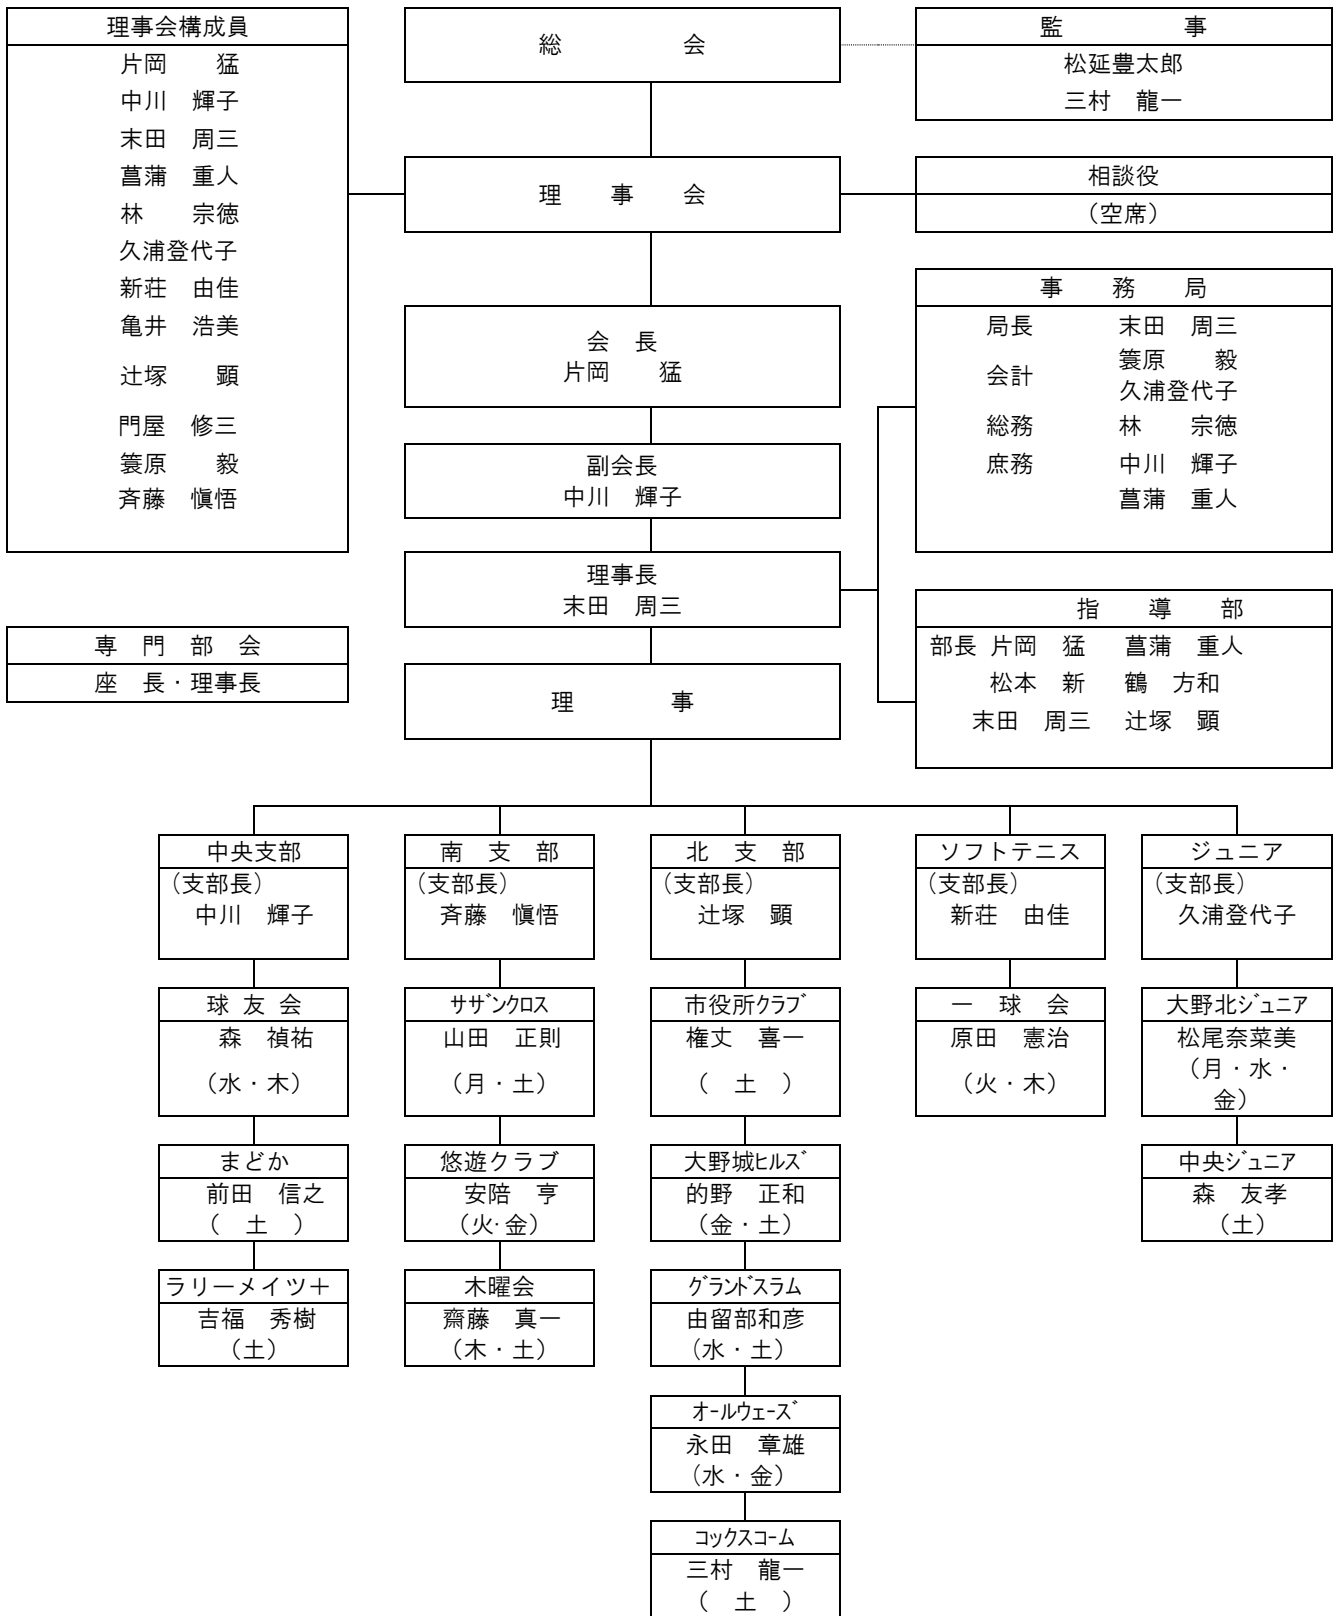 理事会構成員
片岡　　猛
中川　輝子
末田　周三
菖蒲　重人
林　　宗徳
久浦登代子
新荘　由佳
亀井　浩美
辻塚　　顕
門屋　修三
簑原　　毅
斉藤　愼悟
専　門　部　会
座　長・理事長
総　　　　　会
理　　事　　会
会　長
片岡　　猛
副会長
中川　輝子
理事長
末田　周三
理　　　　事
監　　　　　事
松延豊太郎
三村　龍一
相談役
（空席）
事　　務　　局
局長　末田　周三
会計　簑原　　毅
久浦登代子
総務　林　　宗徳
庶務　中川　輝子
菖蒲　重人
指　　導　　部
部長 片岡　猛　菖蒲　重人
松本　新　鶴　方和
末田　周三　辻塚　顕
中央支部
（支部長）
中川　輝子
球 友 会
森　禎祐
（水・木）
まどか
前田　信之
（　土　）
ラリーメイツ＋
吉福　秀樹
（土）
南　支　部
（支部長）
斉藤　愼悟
ｻｻﾞﾝｸﾛｽ
山田　正則
（月・土）
悠遊クラブ
安陪　亨
（火･金）
木曜会
齋藤　真一
（木・土）
北　支　部
（支部長）
辻塚　顕
市役所ｸﾗﾌﾞ
権丈　喜一
（　土　）
大野城ﾋﾙｽﾞ
的野　正和
（金・土）
ｸﾞﾗﾝﾄﾞｽﾗﾑ
由留部和彦
（水・土）
ｵｰﾙｳｪｰｽﾞ
永田　章雄
（水・金）
ｺｯｸｽｺｰﾑ
三村　龍一
（　土　）
ソフトテニス
（支部長）
新荘　由佳
一　球　会
原田　憲治
（火・木）
ジュニア
（支部長）
久浦登代子
大野北ｼﾞｭﾆｱ
松尾奈菜美
（月・水・
金）
中央ｼﾞｭﾆｱ
森　友孝
（土）